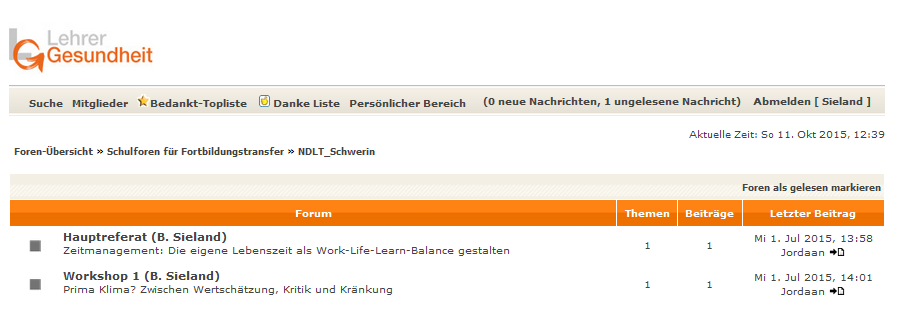 Lehrer
Gesundheit
Suche Mitglieder Bedankt-Topliste Danke Liste Persönlicher Bereich (0 neue Nachrichten, 1 ungelesene Nachricht) Abmelden [ Sieland ]
Aktuelle Zeit: So 11. Okt 2015, 12:39
Foren-Übersicht » Schulforen für Fortbildungstransfer » NDLT_Schwerin
Foren als gelesen markieren
Forum Themen Beiträge Letzter Beitrag
Hauptreferat (B. Sieland)
Zeitmanagement: Die eigene Lebenszeit als Work-Life-Learn-Balance gestalten
1 1
Mi 1. Jul 2015, 13:58
Jordaan
Workshop 1 (B. Sieland)
Prima Klima? Zwischen Wertschätzung, Kritik und Kränkung
1 1
Mi 1. Jul 2015, 14:01
Jordaan